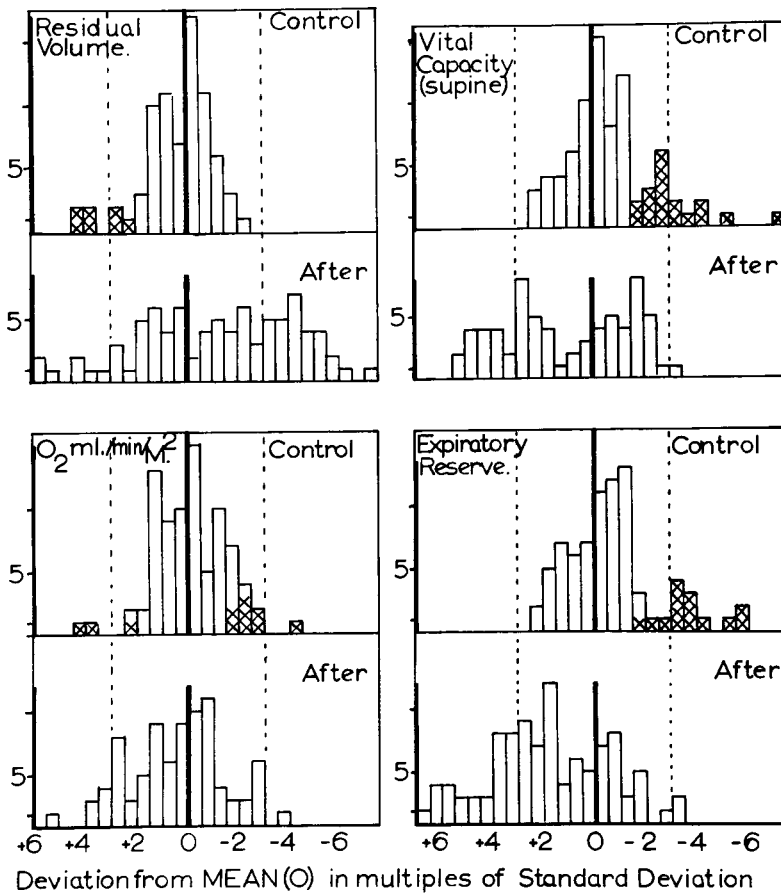 Residual
Volume.
Control
5
After
5
Vital
Capacity
(supine)
Control
5
After
5
O2 ml./min/M.2
Control
5
After
5
+6 +4 +2 0 -2 -4 -6
Expiratory
Reserve.
Control
5
After
5
+6 +4 +2 0 -2 -4 -6
Deviation from MEAN(0) in multiples of Standard Deviation